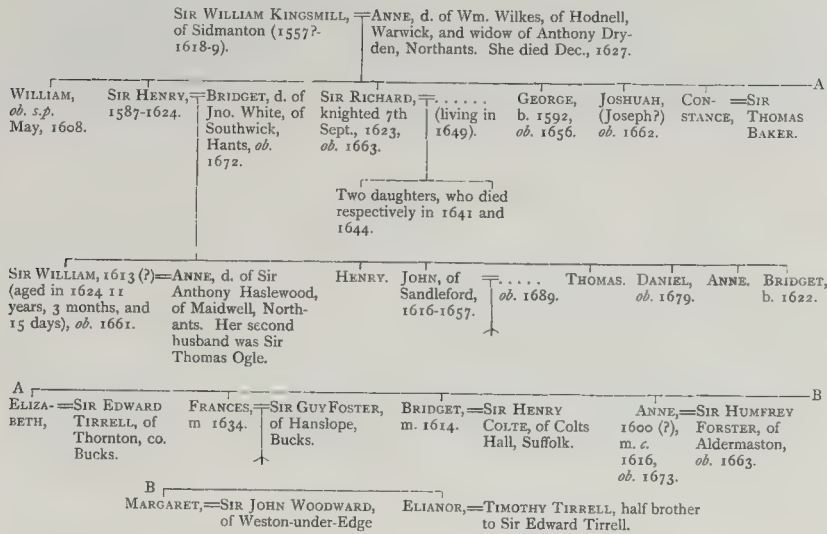 SIR WILLIAM KINGSMILL, = ANNE, d. of Wm. Wilkes, of Hodnell,
of Sidmanton (1557?- Warwick, and widow of Anthony Dry-
1618-9). den, Northants. She died Dec., 1627.
A
WILLIAM,
ob. s.p.
May, 1608.
SIR HENRY, =
1587-1624.
BRIDGET, d. of
Jno. White, of
Southwick,
Hants, ob.
1672.
SIR RICHARD, =
knighted 7th
Sept., 1623,
ob. 1663.
. . . . . .
(living in
1649).
GEORGE,
b. 1592,
ob. 1656.
JOSHUAH,
(Joseph?)
ob. 1662.
CON-
STANCE,
= SIR
THOMAS
BAKER.
Two daughters, who died
respectively in 1641 and
1644.
SIR WILLIAM, 1613 (?) =
(aged in 1624 11
years, 3 months, and
15 days), ob. 1661.
ANNE, d. of Sir
Anthony Haslewood,
of Maidwell, North-
ants. Her second
husband was Sir
Thomas Ogle.
HENRY.
JOHN, of
Sandleford,
1616-1657.
= . . . . .
ob. 1689.
THOMAS.
DANIEL,
ob. 1679.
ANNE.
BRIDGET,
b. 1622.
A
B
ELIZA-
BETH,
= SIR EDWARD
TIRRELL, of
Thornton, co.
Bucks.
FRANCES, =
m 1634.
SIR GUY FOSTER,
of Hanslope,
Bucks.
BRIDGET, =
m. 1614.
SIR HENRY
COLTE, of Colts
Hall, Suffolk.
ANNE, =
1600 (?),
m. c.
1616,
ob. 1673.
SIR HUMFREY
FORSTER, of
Aldermaston,
ob. 1663.
B
MARGARET, = SIR JOHN WOODWARD,
of Weston-under-Edge
ELIANOR, = TIMOTHY TIRRELL, half brother
to Sir Edward Tirrell.